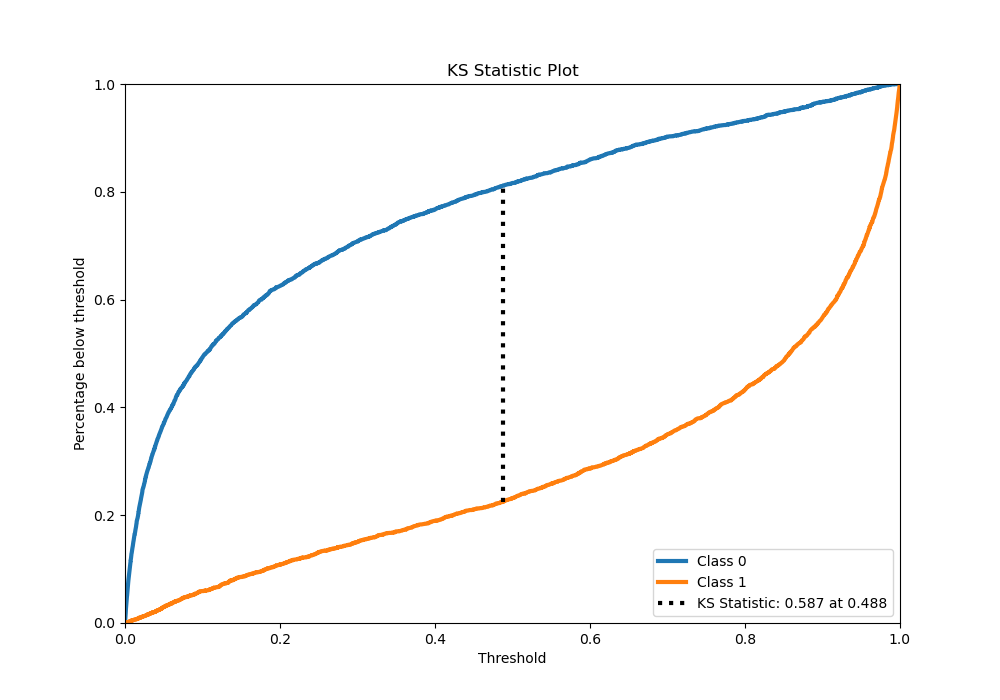 KS Statistic Plot
1.0
0.8
0.6
0.4
0.2
0.0
Percentage below threshold
0.0 0.2 0.4 0.6 0.8 1.0
Threshold
Class 0
Class 1
KS Statistic: 0.587 at 0.488